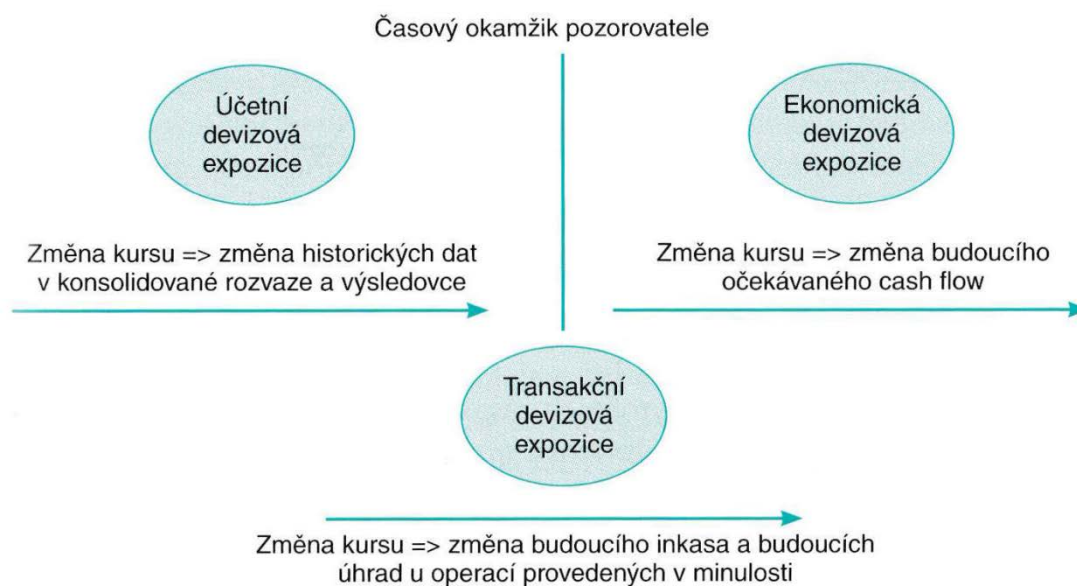 Časový okamžik pozorovatele
Účetní
devizová
expozice
Ekonomická
devizová
expozice
Změna kursu => změna historických dat
v konsolidované rozvaze a výsledovce
Změna kursu => změna budoucího
očekávaného cash flow
Transakční
devizová
expozice
Změna kursu => změna budoucího inkasa a budoucích
úhrad u operací provedených v minulosti